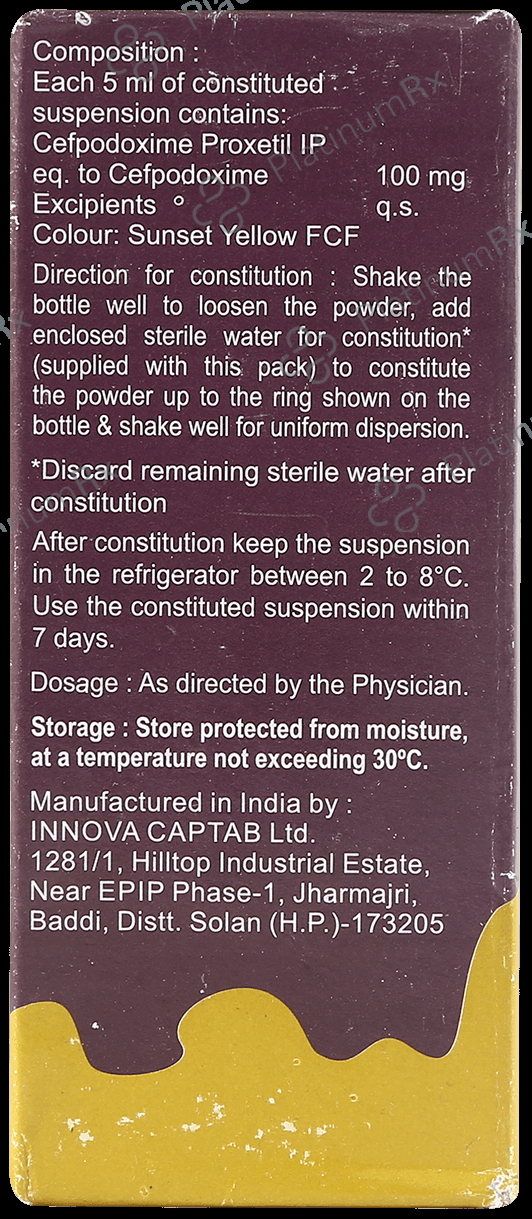 Composition :
Each 5 ml of constituted
suspension contains:
Cefpodoxime Proxetil IP
eq. to Cefpodoxime 100 mg
Excipients q.s.
Colour: Sunset Yellow FCF
Direction for constitution : Shake the
bottle well to loosen the powder, add
enclosed sterile water for constitution*
(supplied with this pack) to constitute
the powder up to the ring shown on the
bottle & shake well for uniform dispersion.
*Discard remaining sterile water after
constitution
After constitution keep the suspension
in the refrigerator between 2 to 8°C.
Use the constituted suspension within
7 days.
Dosage : As directed by the Physician.
Storage : Store protected from moisture,
at a temperature not exceeding 30ºC.
Manufactured in India by :
INNOVA CAPTAB Ltd.
1281/1, Hilltop Industrial Estate,
Near EPIP Phase-1, Jharmajri,
Baddi, Distt. Solan (H.P.)-173205
PlatinumRx